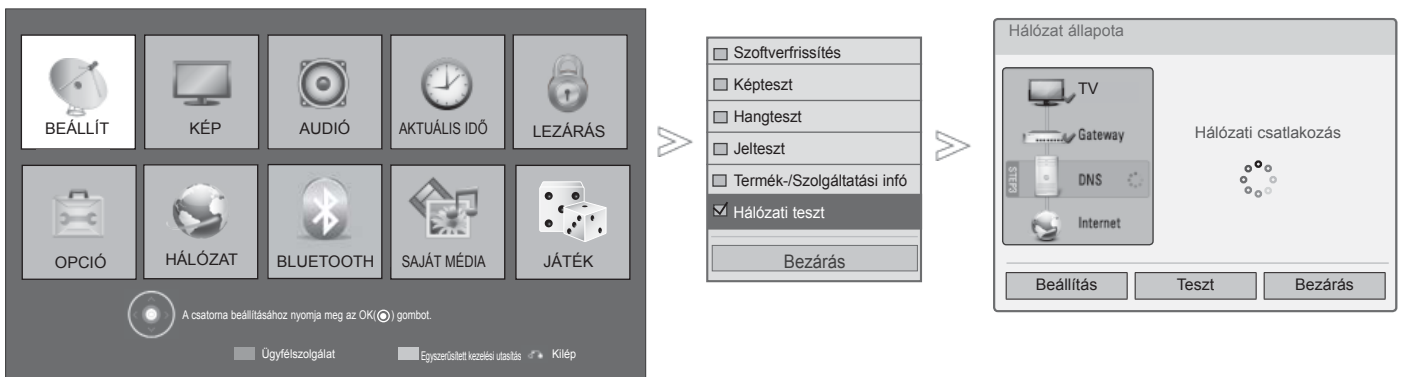 BEÁLLÍT
KÉP
AUDIÓ
AKTUÁLIS IDŐ
LEZÁRÁS
OPCIÓ
HÁLÓZAT
BLUETOOTH
SAJÁT MÉDIA
JÁTÉK
A csatorna beállításához nyomja meg az OK(◉) gombot.
Ügyfélszolgálat
Egyszerűsített kezelési utasítás
Kilép
Szoftverfrissítés
Képteszt
Hangteszt
Jelteszt
Termék-/Szolgáltatási infó
Hálózati teszt
Bezárás
Hálózat állapota
TV
Gateway
STEP3
DNS
Internet
Hálózati csatlakozás
Beállítás
Teszt
Bezárás